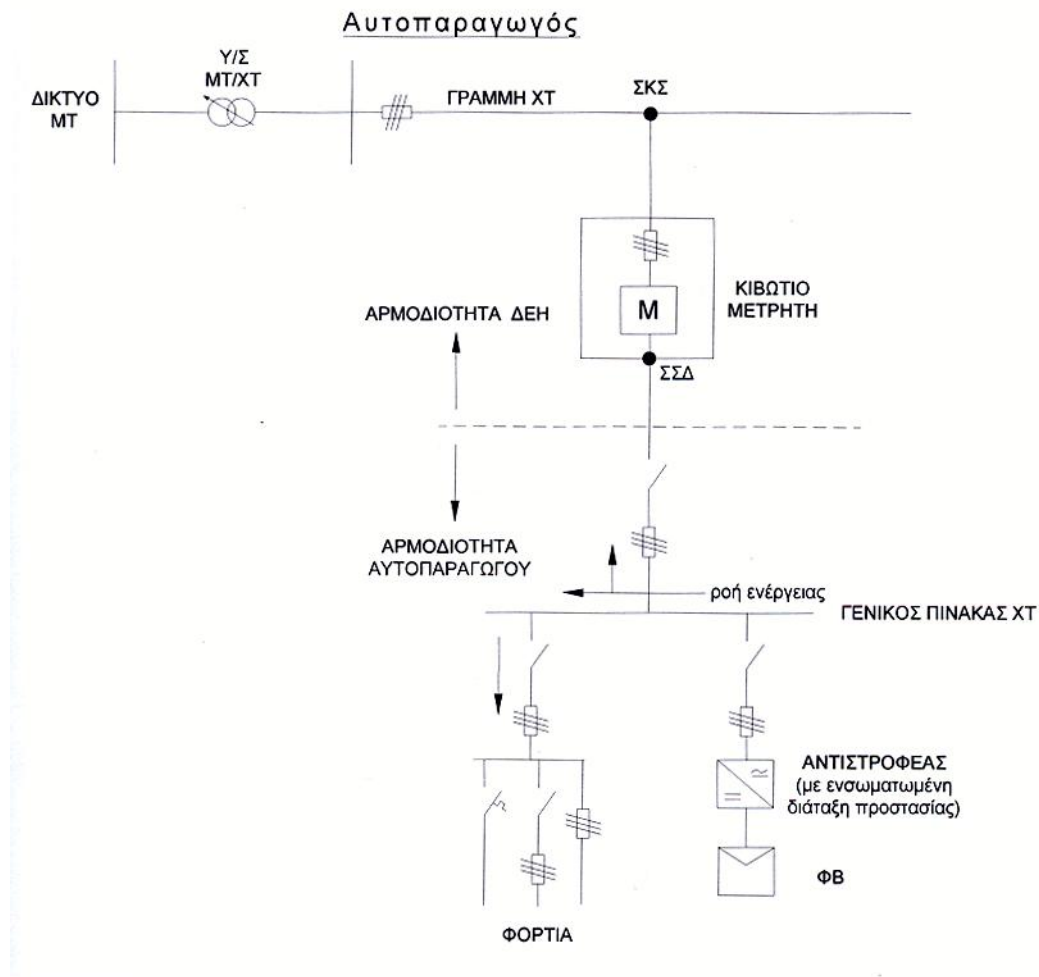 Αυτοπαραγωγός
Υ/Σ
ΜΤ/ΧΤ
ΔΙΚΤΥΟ
ΜΤ
ΓΡΑΜΜΗ ΧΤ
ΣΚΣ
ΚΙΒΩΤΙΟ
ΜΕΤΡΗΤΗ
Μ
ΑΡΜΟΔΙΟΤΗΤΑ ΔΕΗ
ΣΣΔ
ΑΡΜΟΔΙΟΤΗΤΑ
ΑΥΤΟΠΑΡΑΓΩΓΟΥ
ροή ενέργειας
ΓΕΝΙΚΟΣ ΠΙΝΑΚΑΣ ΧΤ
ΑΝΤΙΣΤΡΟΦΕΑΣ
(με ενσωματωμένη
διάταξη προστασίας)
ΦΒ
ΦΟΡΤΙΑ